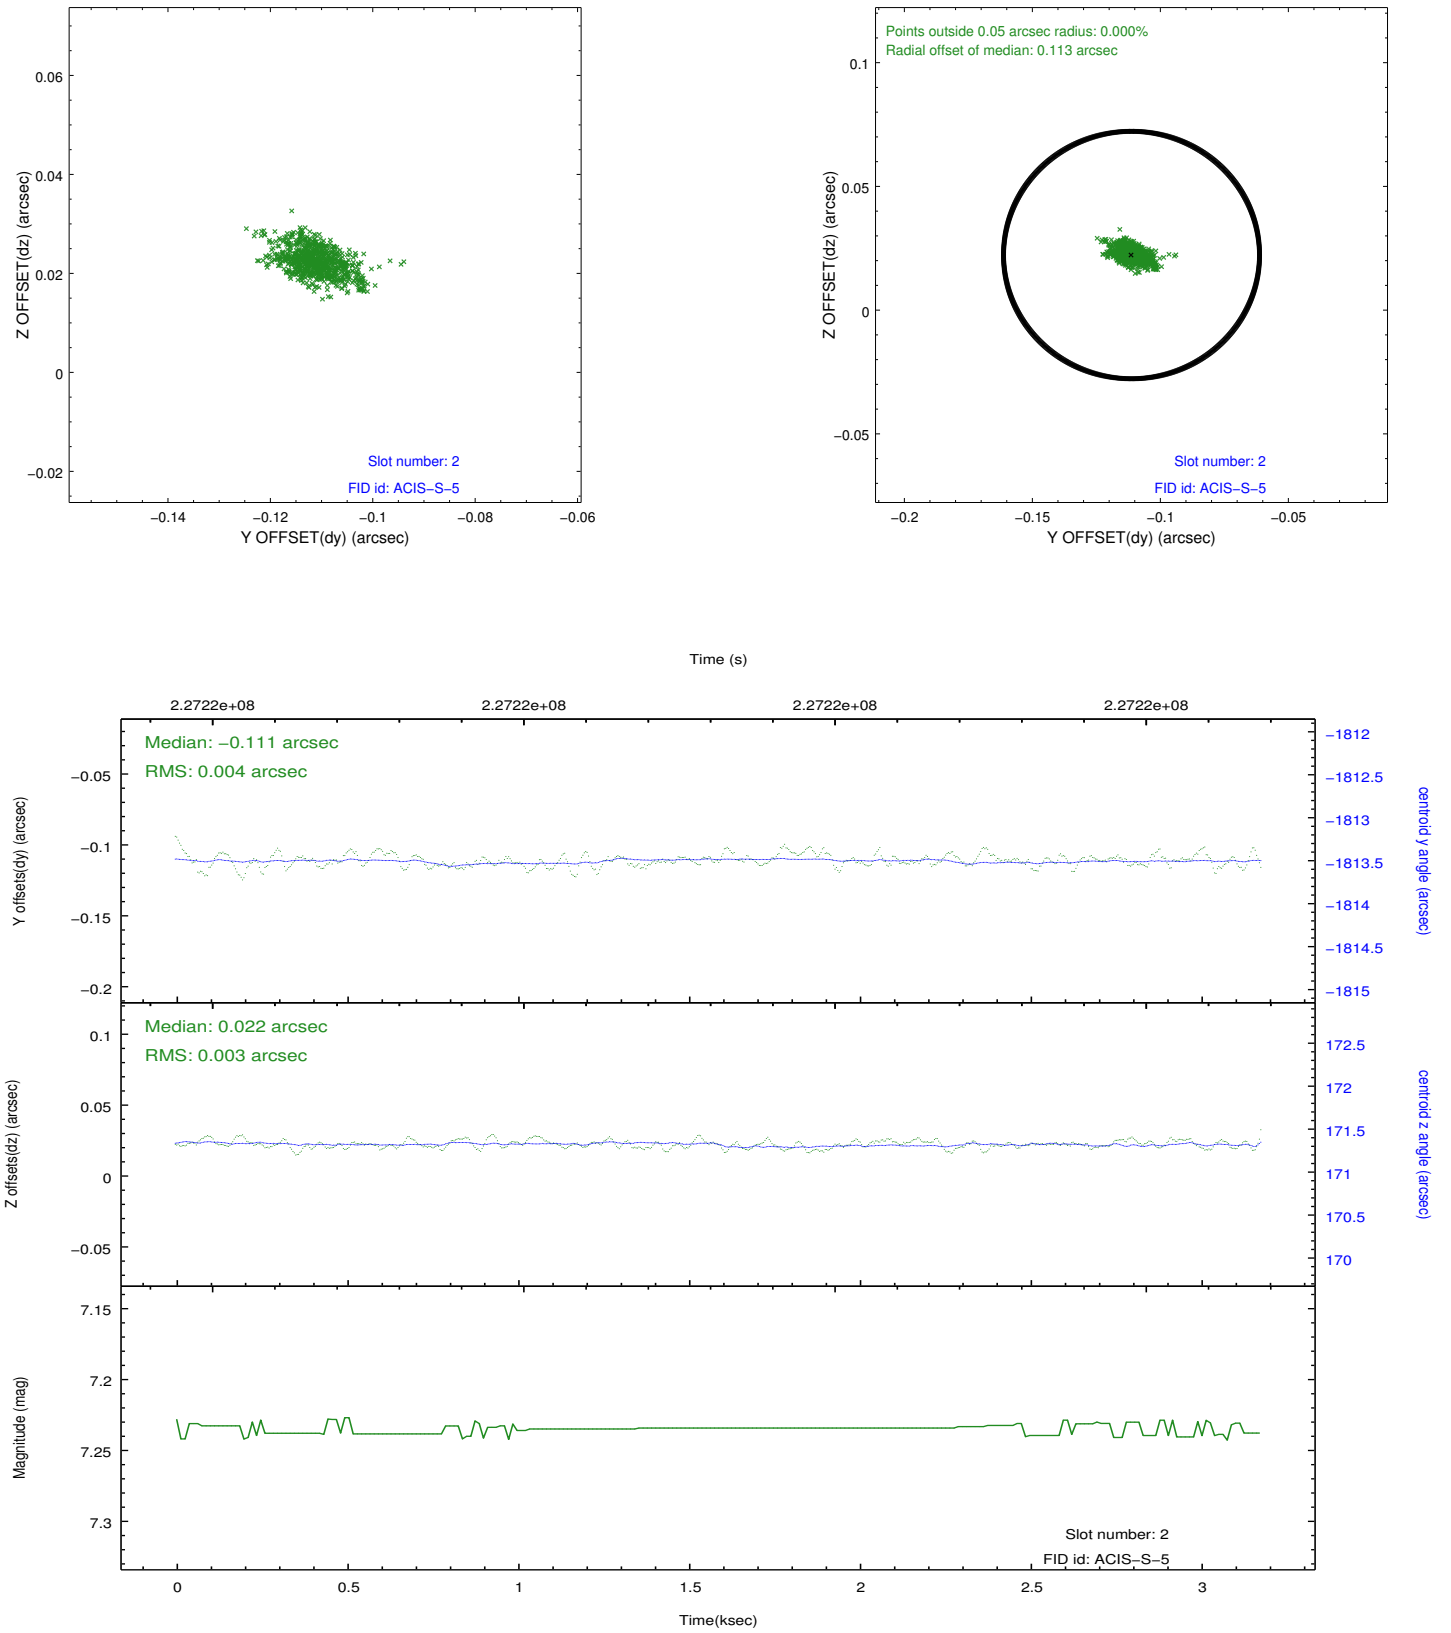 0.06
0.04
0.02
0
−0.02
Z OFFSET(dz) (arcsec)
Slot number: 2
FID id: ACIS−S−5
−0.14 −0.12 −0.1 −0.08 −0.06
Y OFFSET(dy) (arcsec)
Points outside 0.05 arcsec radius: 0.000%
Radial offset of median: 0.113 arcsec
0.1
0.05
0
−0.05
Z OFFSET(dz) (arcsec)
Slot number: 2
FID id: ACIS−S−5
−0.2 −0.15 −0.1 −0.05
Y OFFSET(dy) (arcsec)
Time (s)
2.2722e+08 2.2722e+08 2.2722e+08 2.2722e+08
Median: −0.111 arcsec
RMS: 0.004 arcsec
−0.05
−0.1
−0.15
−0.2
Y offsets(dy) (arcsec)
−1812
−1812.5
−1813
−1813.5
−1814
−1814.5
−1815
centroid y angle (arcsec)
Median: 0.022 arcsec
RMS: 0.003 arcsec
0.1
0.05
0
−0.05
Z offsets(dz) (arcsec)
172.5
172
171.5
171
170.5
170
centroid z angle (arcsec)
7.15
7.2
7.25
7.3
Magnitude (mag)
Slot number: 2
FID id: ACIS−S−5
0 0.5 1 1.5 2 2.5 3
Time(ksec)